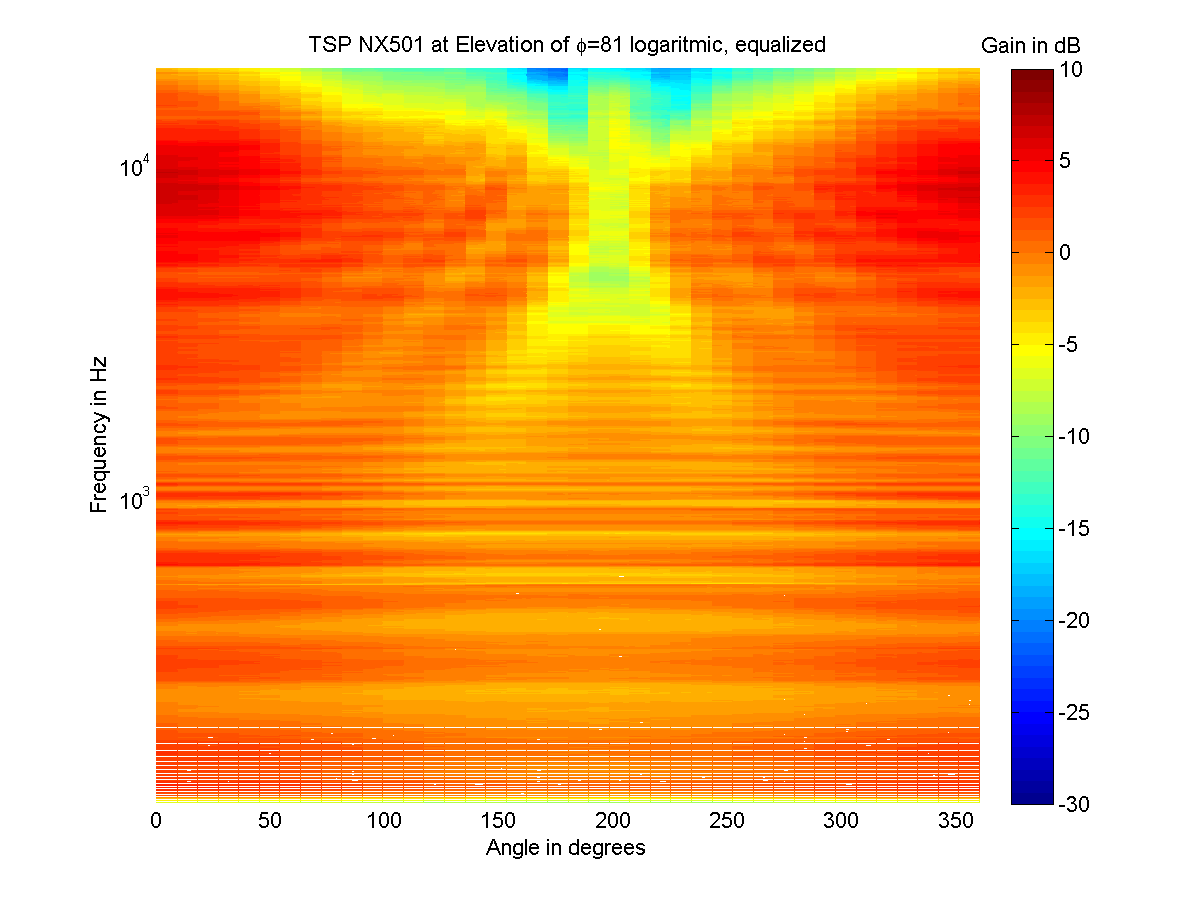 TSP NX501 at Elevation of ϕ=81 logaritmic, equalized
Gain in dB
10
5
0
-5
-10
-15
-20
-25
-30
Frequency in Hz
10^4
10^3
0 50 100 150 200 250 300 350
Angle in degrees